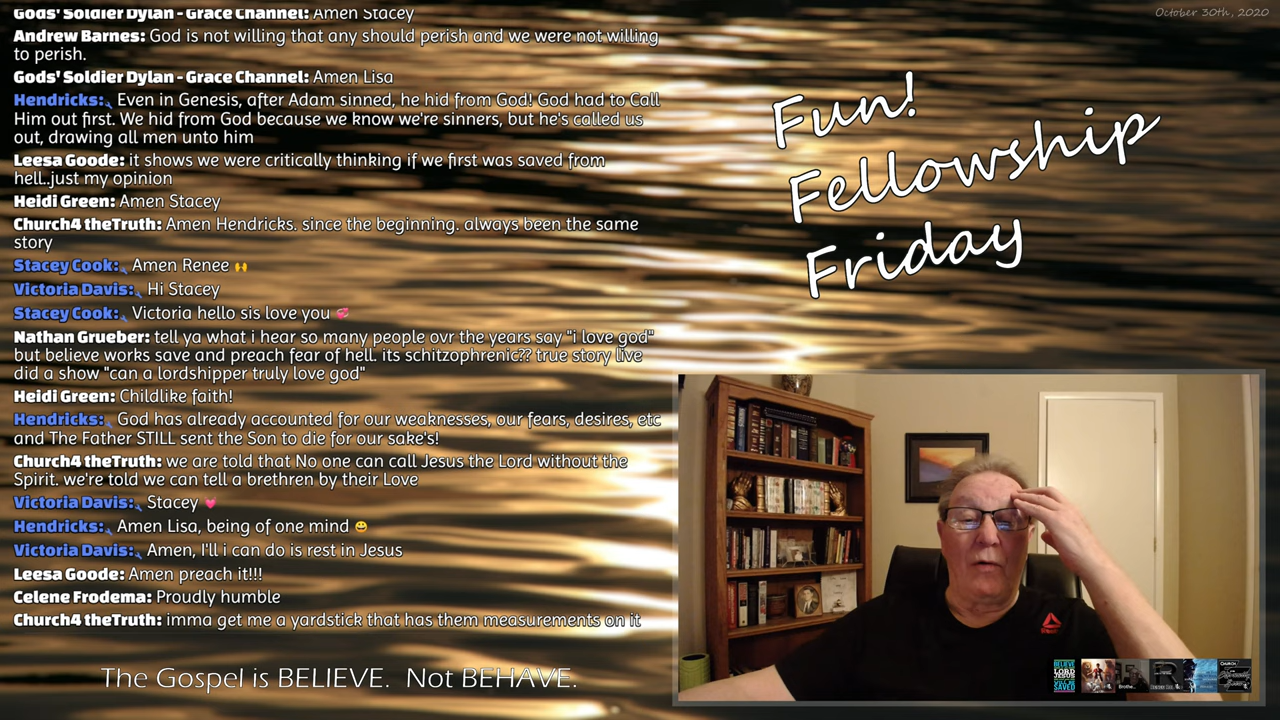 Gods' Soldier Dylan - Grace Channel: Amen Stacey
Andrew Barnes: God is not willing that any should perish and we were not willing
to perish.
Gods' Soldier Dylan - Grace Channel: Amen Lisa
Hendricks: Even in Genesis, after Adam sinned, he hid from God! God had to Call
Him out first. We hid from God because we know we're sinners, but he's called us
out, drawing all men unto him
Leesa Goode: it shows we were critically thinking if we first was saved from
hell..just my opinion
Heidi Green: Amen Stacey
Church4 theTruth: Amen Hendricks. since the beginning. always been the same
story
Stacey Cook: Amen Renee 🙌
Victoria Davis: Hi Stacey
Stacey Cook: Victoria hello sis love you 💞
Nathan Grueber: tell ya what i hear so many people ovr the years say "i love god"
but believe works save and preach fear of hell. its schitzophrenic?? true story live
did a show "can a lordshipper truly love god"
Heidi Green: Childlike faith!
Hendricks: God has already accounted for our weaknesses, our fears, desires, etc
and The Father STILL sent the Son to die for our sake's!
Church4 theTruth: we are told that No one can call Jesus the Lord without the
Spirit. we're told we can tell a brethren by their Love
Victoria Davis: Stacey 💗
Hendricks: Amen Lisa, being of one mind 😀
Victoria Davis: Amen, I'll i can do is rest in Jesus
Leesa Goode: Amen preach it!!!
Celene Frodema: Proudly humble
Church4 theTruth: imma get me a yardstick that has them measurements on it
The Gospel is BELIEVE. Not BEHAVE.
October 30th, 2020
Fun!
Fellowship
Friday
BELIEVE
LORD
JESUS
SAVED
Brothe...
CHURCH